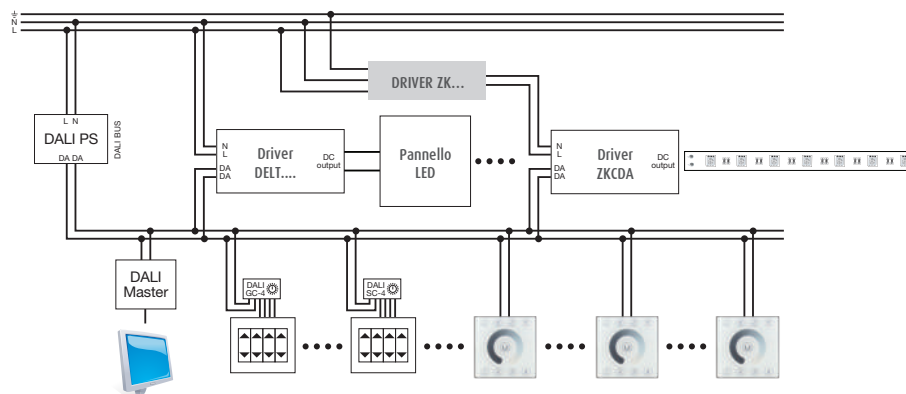 N
L
L N
DALI PS
DA DA
DALI BUS
DRIVER ZK...
N
L
DA
DA
Driver
DELT....
DC
output
Pannello
LED
N
L
DA
DA
Driver
ZKCDA
DC
output
DALI
Master
DALI
GC-4
DALI
SC-4
M
M
M